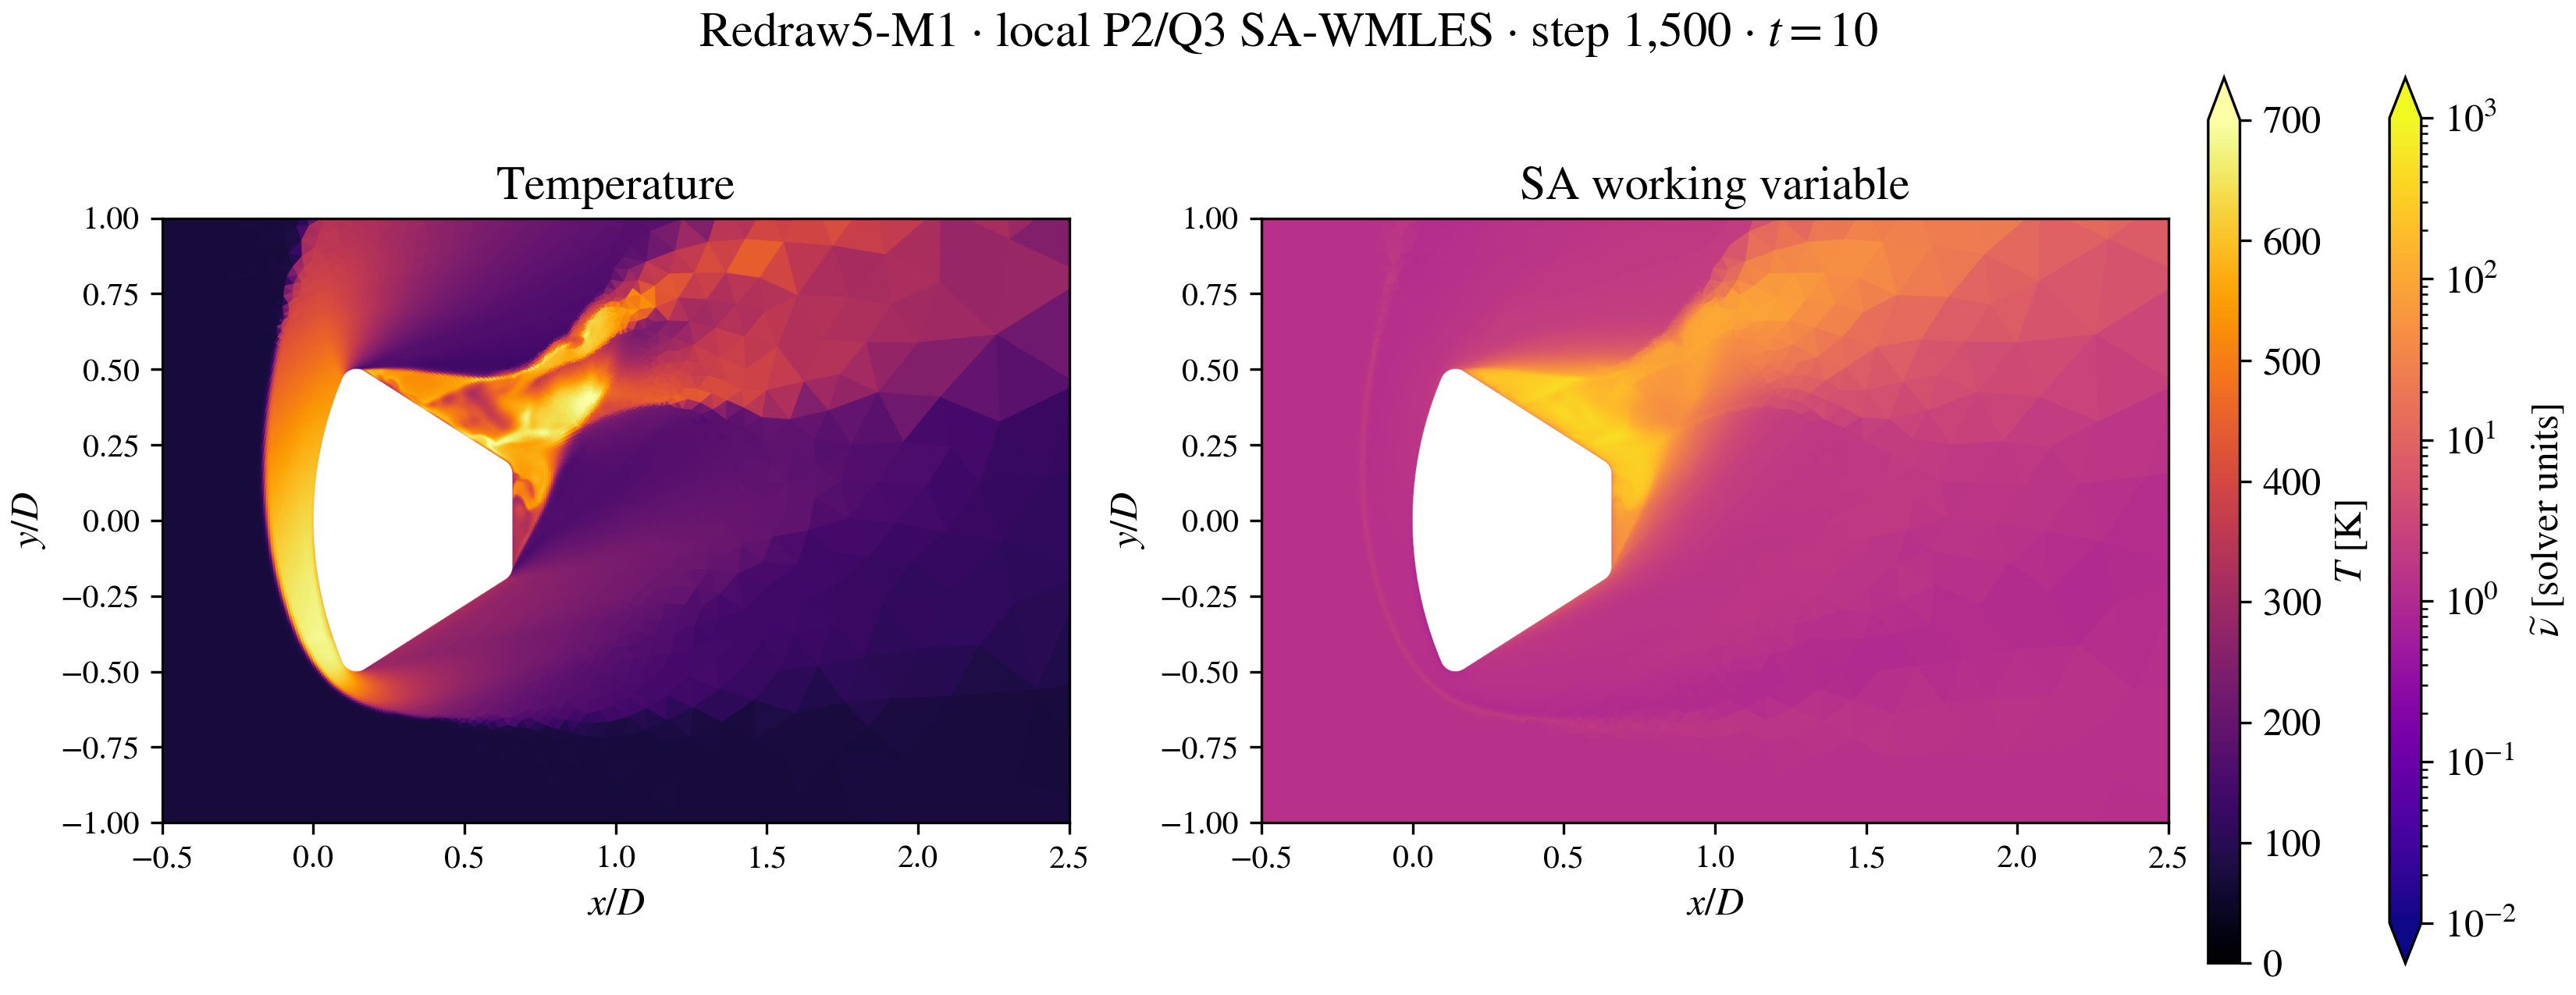 Redraw5-M1 · local P2/Q3 SA-WMLES · step 1,500 · t = 10
Temperature
1.00
0.75
0.50
0.25
0.00
−0.25
−0.50
−0.75
−1.00
y/D
−0.5 0.0 0.5 1.0 1.5 2.0 2.5
x/D
SA working variable
1.00
0.75
0.50
0.25
0.00
−0.25
−0.50
−0.75
−1.00
y/D
−0.5 0.0 0.5 1.0 1.5 2.0 2.5
x/D
700
600
500
400
300
200
100
0
T [K]
10³
10²
10¹
10⁰
10⁻¹
10⁻²
ν̃ [solver units]